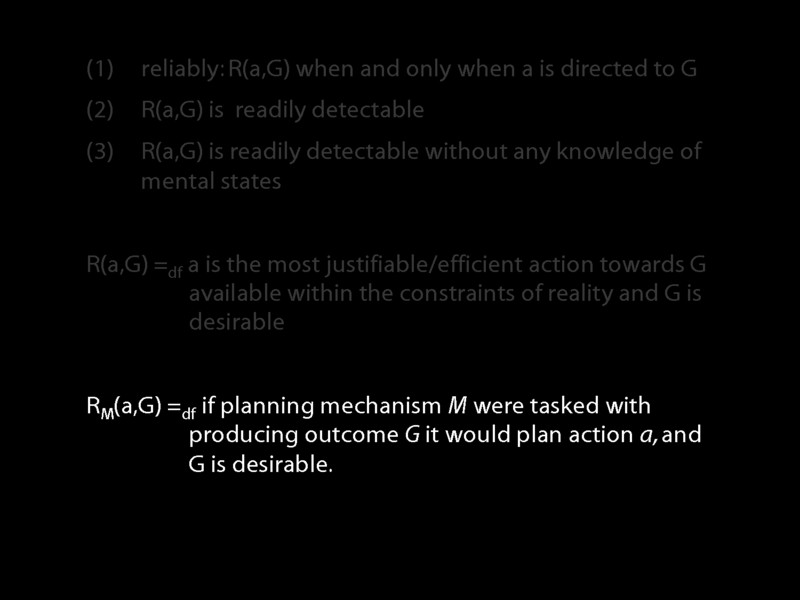 (1) reliably: R(a,G) when and only when a is directed to G
(2) R(a,G) is readily detectable
(3) R(a,G) is readily detectable without any knowledge of
mental states
R(a,G) =df a is the most justifiable/efficient action towards G
available within the constraints of reality and G is
desirable
RM(a,G) =df if planning mechanism M were tasked with
producing outcome G it would plan action a, and
G is desirable.